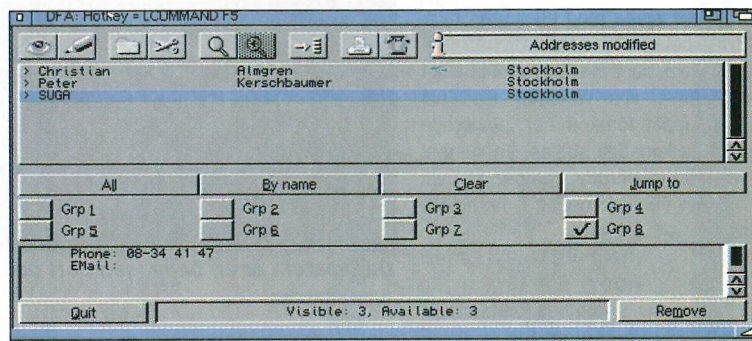 DFA: Hotkey = LCOMMAND F5
Addresses modified
> Christian Almgren Stockholm
> Peter Kerschbaumer Stockholm
> SUGA Stockholm
All By name Clear Jump to
Grp 1 Grp 2 Grp 3 Grp 4
Grp 5 Grp 6 Grp 7 Grp 8
Phone: 08-34 41 47
EMail:
Quit Visible: 3, Available: 3 Remove